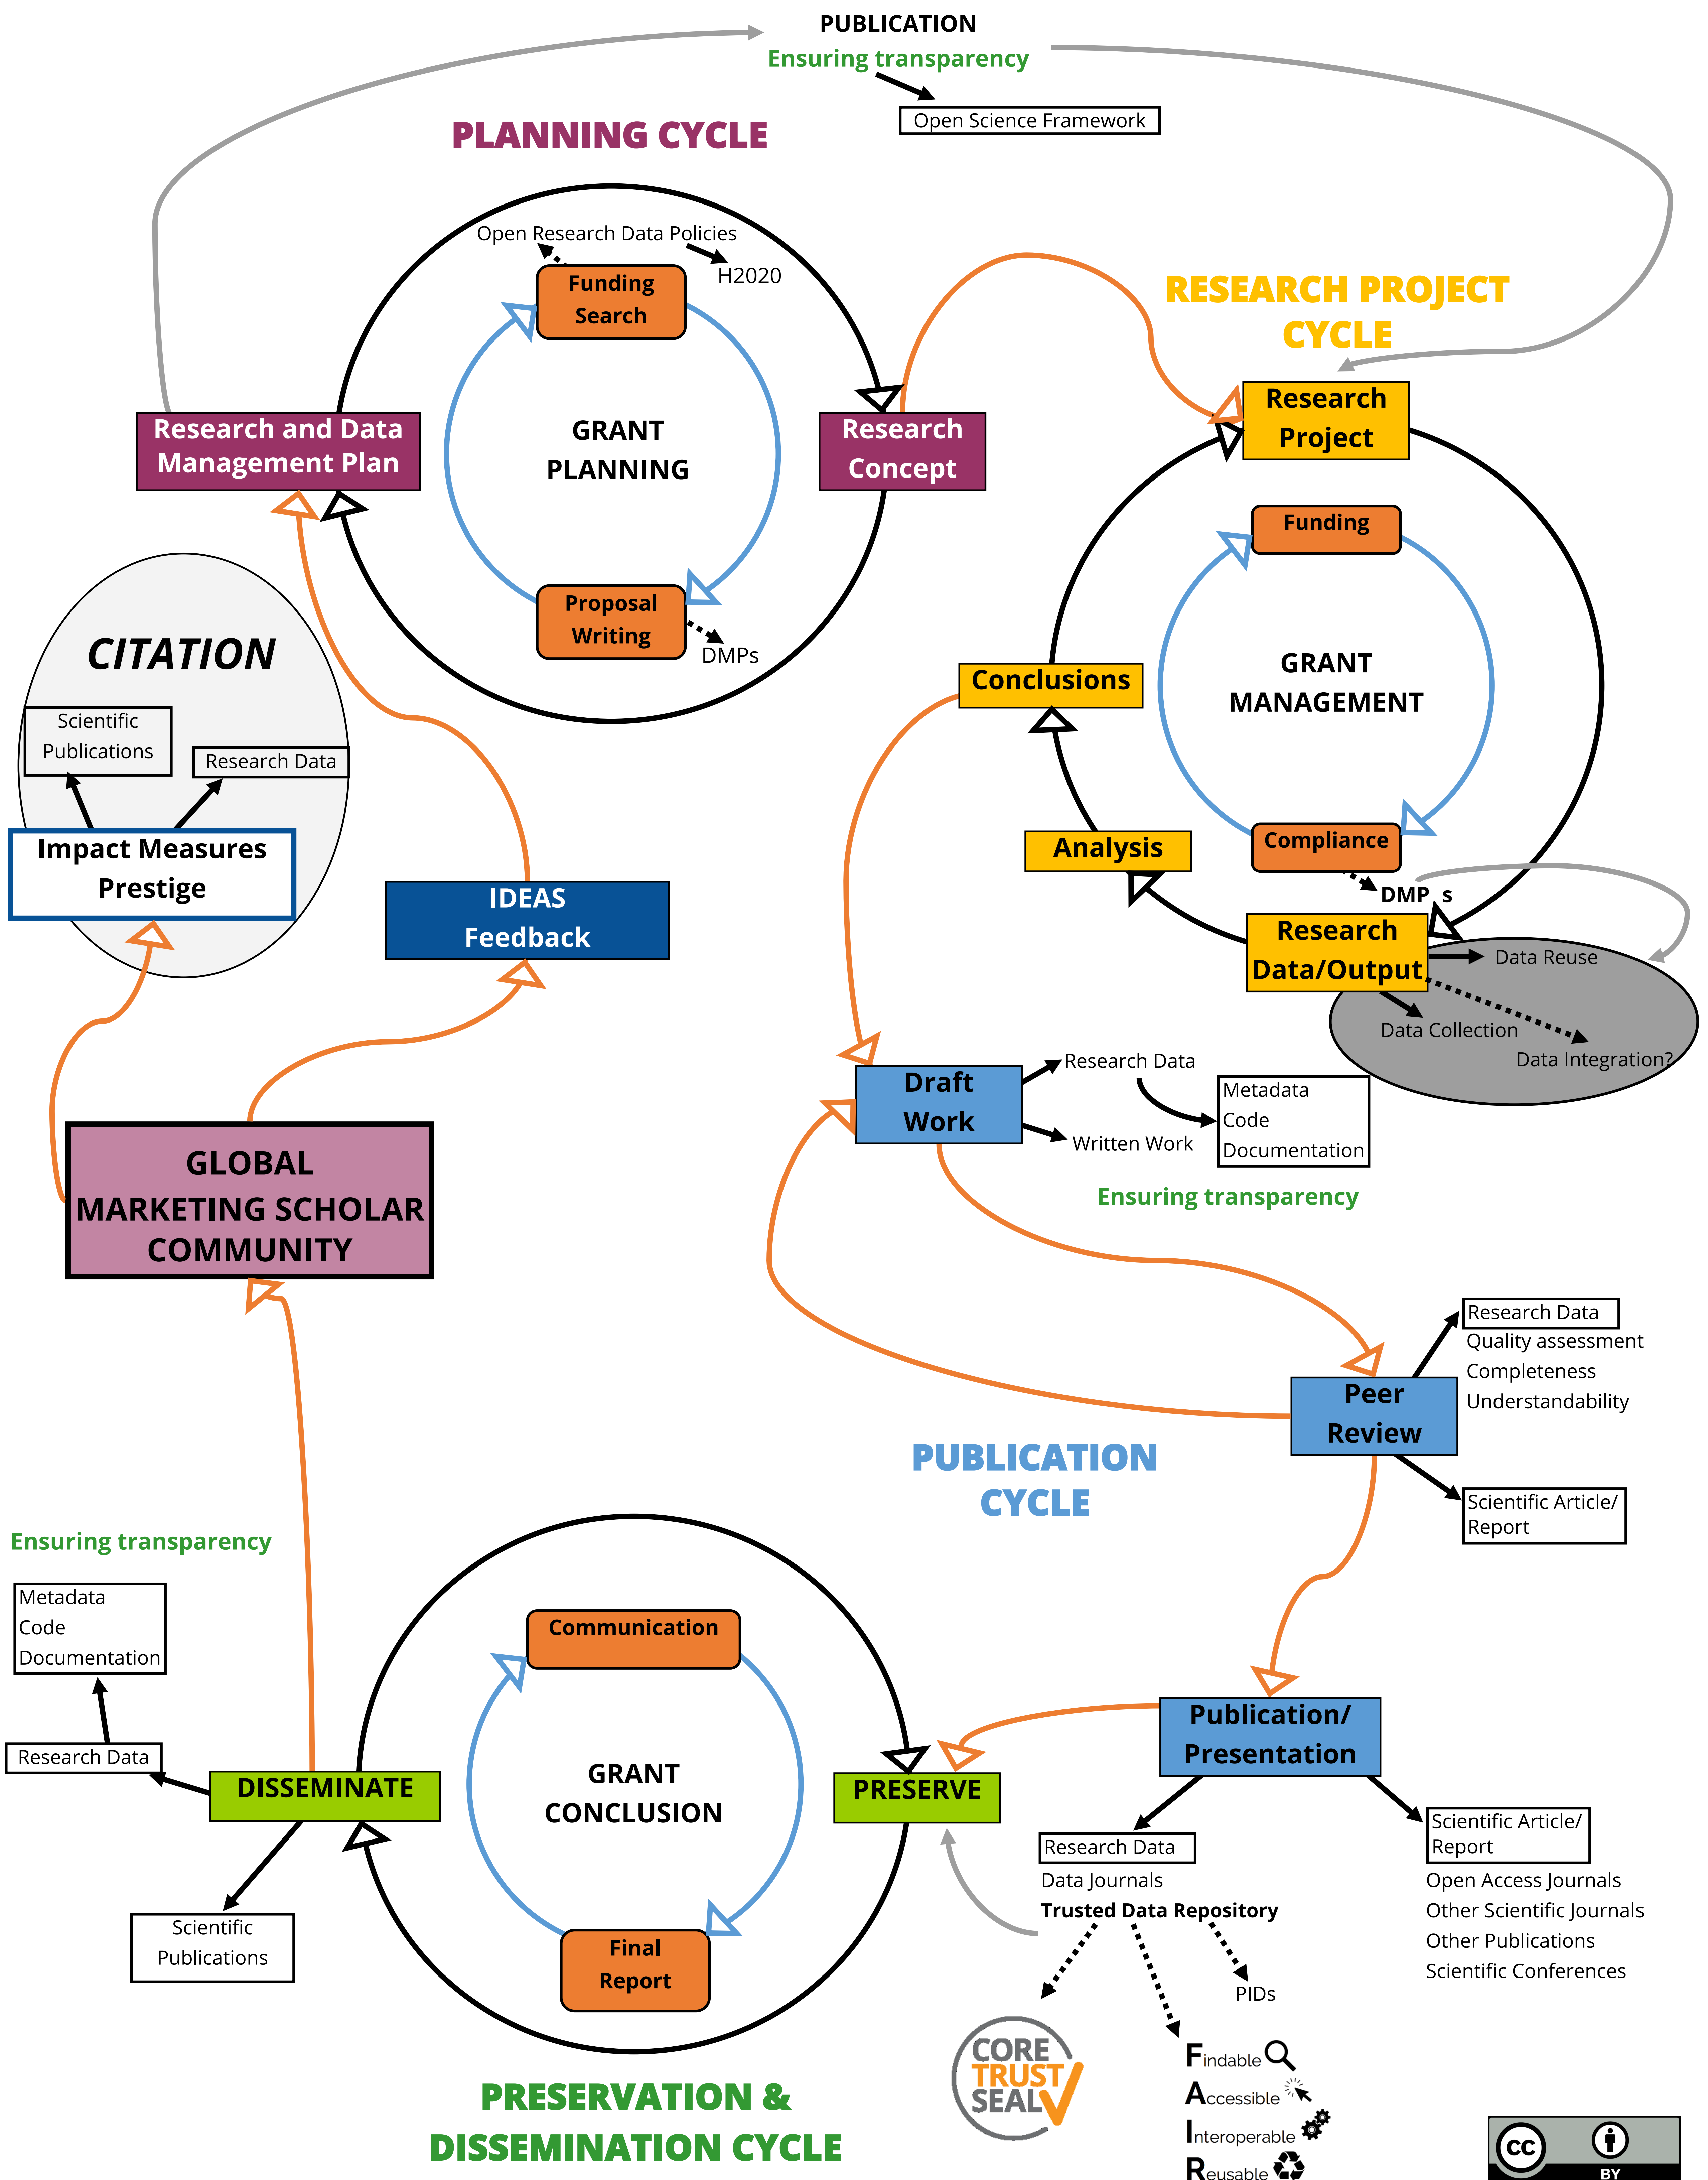 PUBLICATION
Ensuring transparency
Open Science Framework
PLANNING CYCLE
Open Research Data Policies
H2020
Funding
Search
GRANT
PLANNING
Research and Data
Management Plan
Research
Concept
Proposal
Writing
DMPs
RESEARCH PROJECT
CYCLE
Research
Project
Funding
GRANT
MANAGEMENT
Conclusions
Analysis
Compliance
DMP s
Research
Data/Output
Data Reuse
Data Collection
Data Integration?
CITATION
Scientific
Publications
Research Data
Impact Measures
Prestige
IDEAS
Feedback
GLOBAL
MARKETING SCHOLAR
COMMUNITY
Draft
Work
Research Data
Written Work
Metadata
Code
Documentation
Ensuring transparency
Peer
Review
Research Data
Quality assessment
Completeness
Understandability
Scientific Article/
Report
PUBLICATION
CYCLE
Ensuring transparency
Metadata
Code
Documentation
Research Data
DISSEMINATE
Scientific
Publications
Communication
GRANT
CONCLUSION
Final
Report
PRESERVE
Publication/
Presentation
Research Data
Data Journals
Trusted Data Repository
Scientific Article/
Report
Open Access Journals
Other Scientific Journals
Other Publications
Scientific Conferences
PIDs
CORE
TRUST
SEAL
Findable
Accessible
Interoperable
Reusable
PRESERVATION &
DISSEMINATION CYCLE
CC
BY